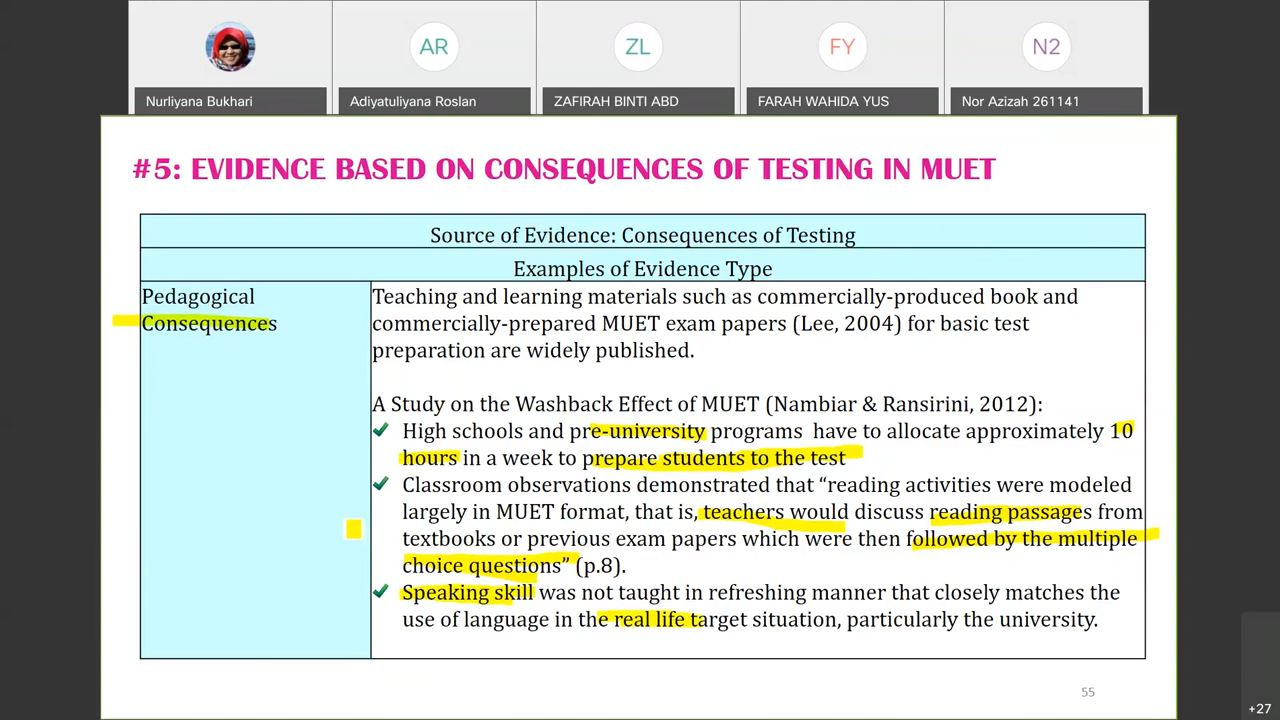 AR
ZL
FY
N2
Nurliyana Bukhari
Adiyatuliyana Roslan
ZAFIRAH BINTI ABD
FARAH WAHIDA YUS
Nor Azizah 261141
#5: EVIDENCE BASED ON CONSEQUENCES OF TESTING IN MUET
Source of Evidence: Consequences of Testing
Examples of Evidence Type
Pedagogical
Consequences
Teaching and learning materials such as commercially-produced book and
commercially-prepared MUET exam papers (Lee, 2004) for basic test
preparation are widely published.
A Study on the Washback Effect of MUET (Nambiar & Ransirini, 2012):
High schools and pre-university programs have to allocate approximately 10
hours in a week to prepare students to the test
Classroom observations demonstrated that “reading activities were modeled
largely in MUET format, that is, teachers would discuss reading passages from
textbooks or previous exam papers which were then followed by the multiple
choice questions” (p.8).
Speaking skill was not taught in refreshing manner that closely matches the
use of language in the real life target situation, particularly the university.
55
+27